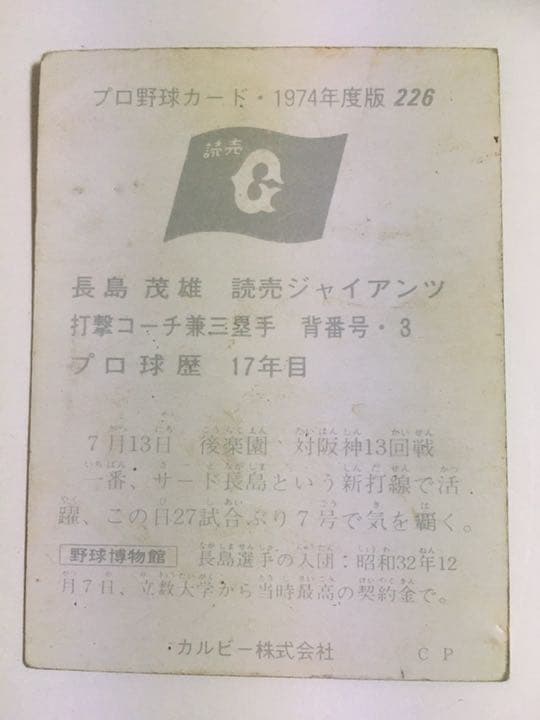 プロ野球カード・1974年度版 226
読売
G
長島 茂雄 読売ジャイアンツ
打撃コーチ兼三塁手 背番号・3
プロ球歴 17年目
7月13日 後楽園 対阪神13回戦
一番、サード長島という新打線で活
躍、この日27試合ぶり7号で気を覇く。
野球博物館 長島選手の入団:昭和32年12
月7日、立数大学から当時最高の契約金で。
カルビー株式会社 CP